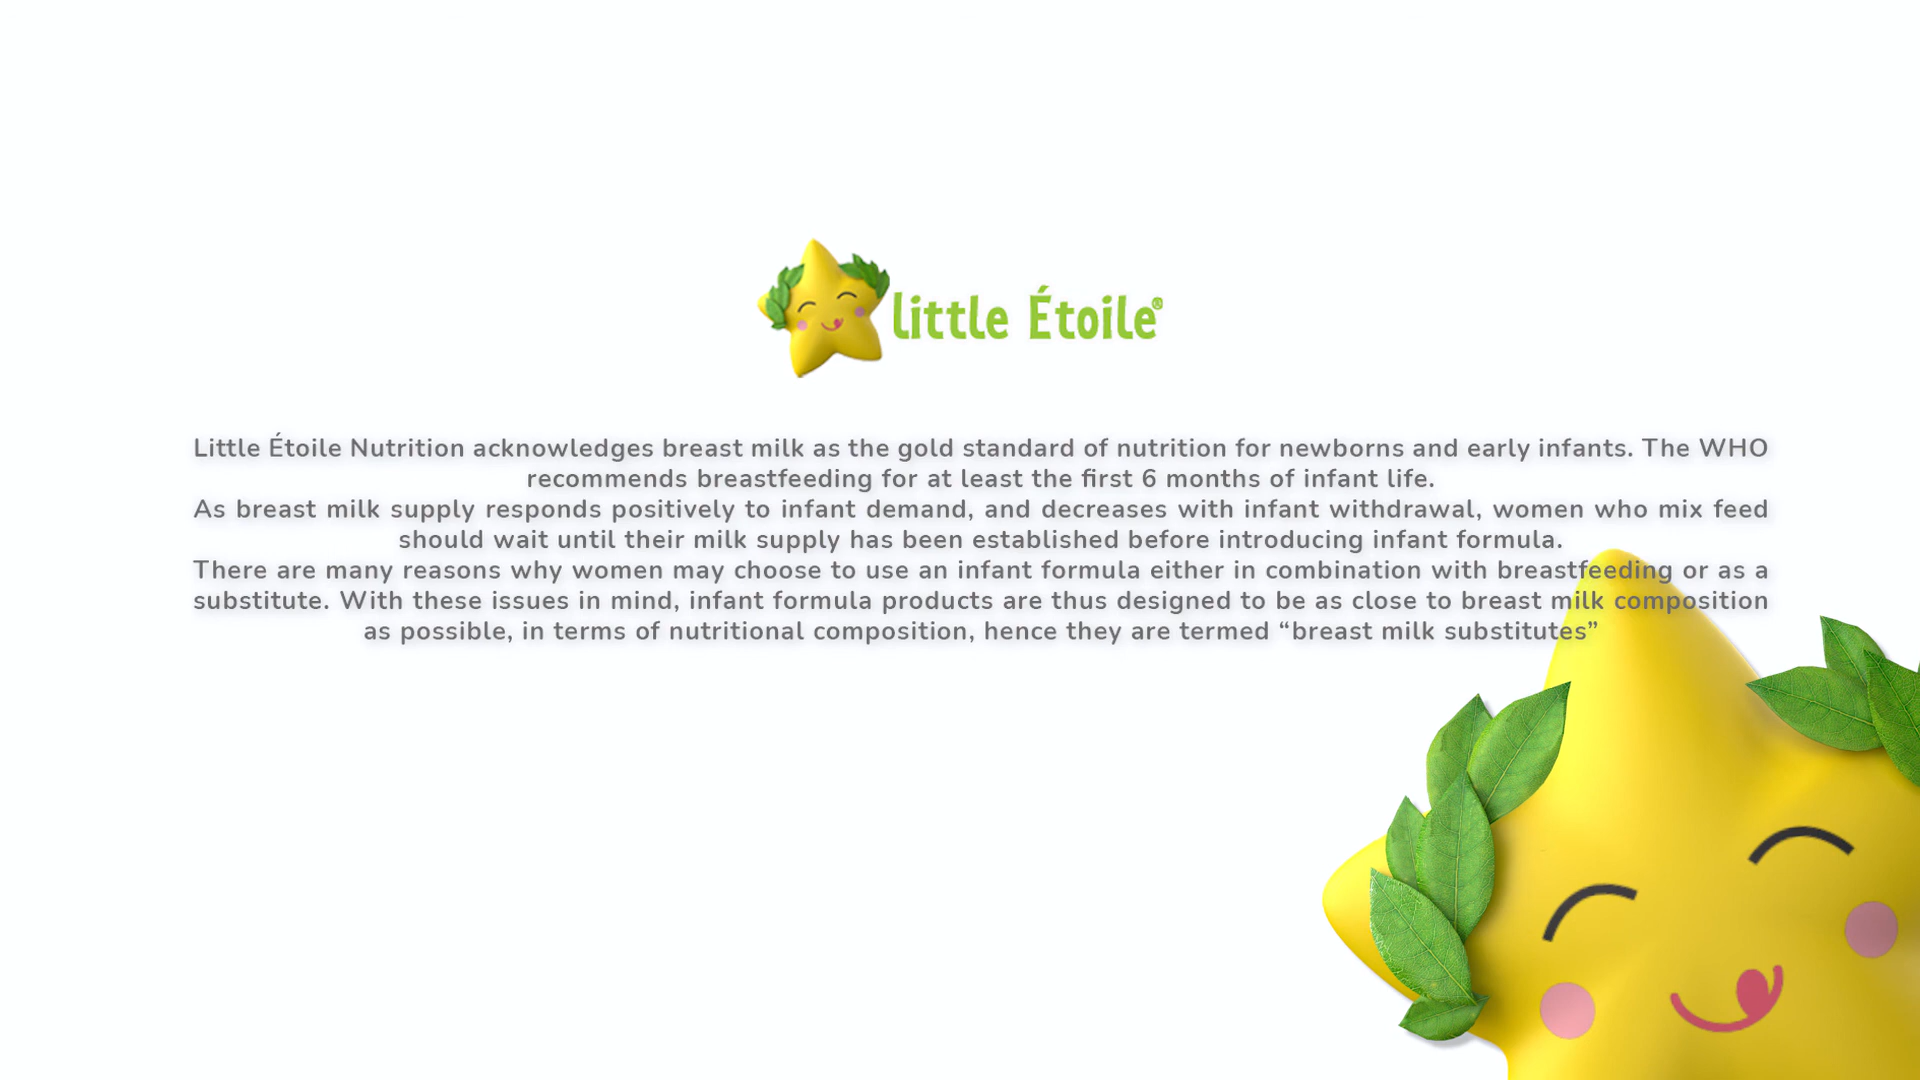 little Étoile®
Little Étoile Nutrition acknowledges breast milk as the gold standard of nutrition for newborns and early infants. The WHO
recommends breastfeeding for at least the first 6 months of infant life.
As breast milk supply responds positively to infant demand, and decreases with infant withdrawal, women who mix feed
should wait until their milk supply has been established before introducing infant formula.
There are many reasons why women may choose to use an infant formula either in combination with breastfeeding or as a
substitute. With these issues in mind, infant formula products are thus designed to be as close to breast milk composition
as possible, in terms of nutritional composition, hence they are termed “breast milk substitutes”